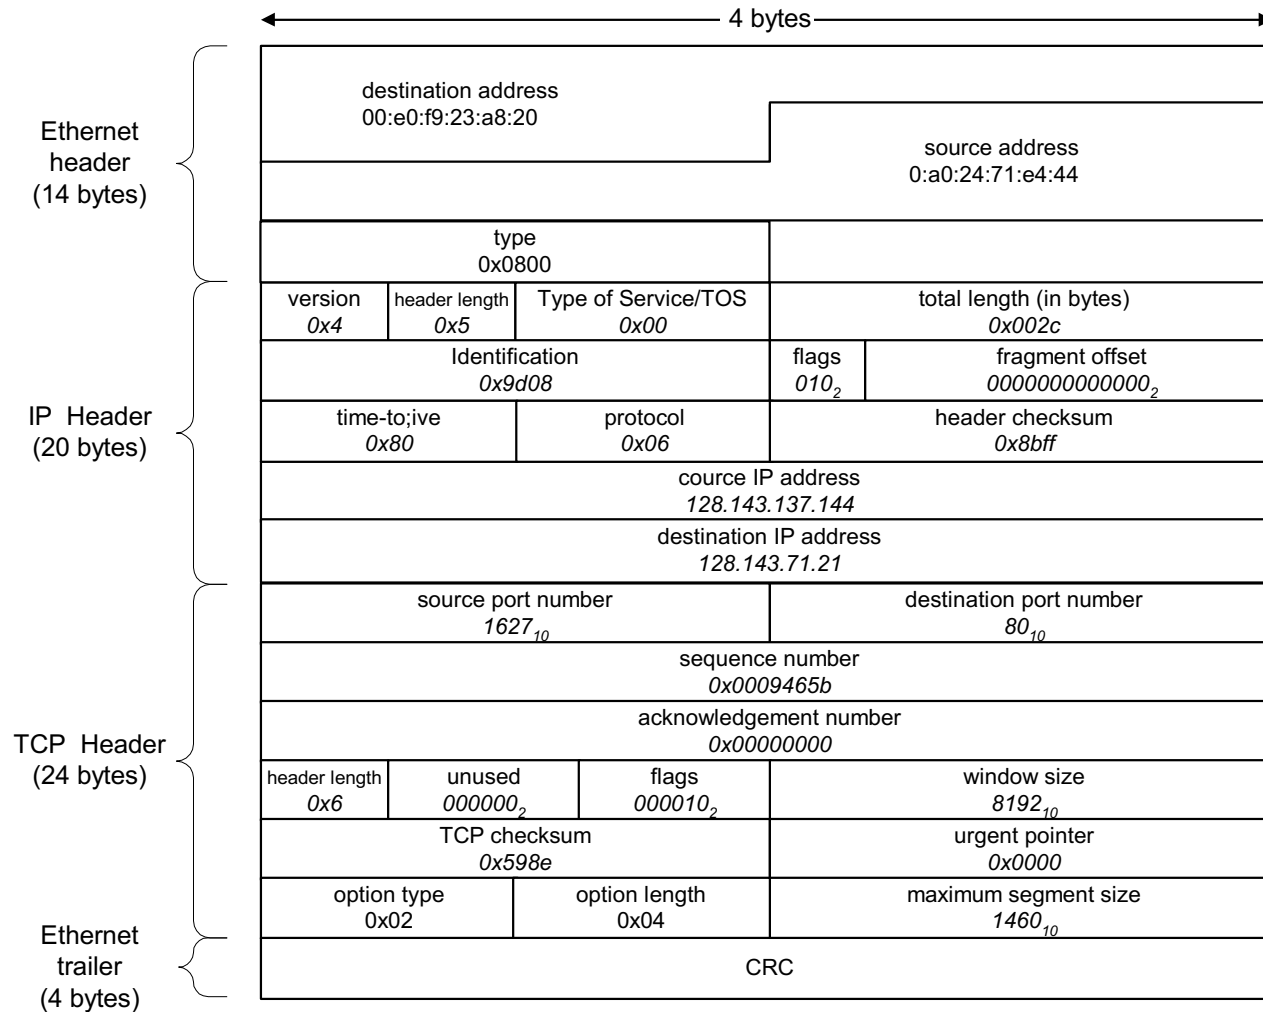 4 bytes
Ethernet
header
(14 bytes)
destination address
00:e0:f9:23:a8:20
source address
0:a0:24:71:e4:44
type
0x0800
IP Header
(20 bytes)
version
0x4
header length
0x5
Type of Service/TOS
0x00
total length (in bytes)
0x002c
Identification
0x9d08
flags
010₂
fragment offset
0000000000000₂
time-to;ive
0x80
protocol
0x06
header checksum
0x8bff
cource IP address
128.143.137.144
destination IP address
128.143.71.21
TCP Header
(24 bytes)
source port number
1627₁₀
destination port number
80₁₀
sequence number
0x0009465b
acknowledgement number
0x00000000
header length
0x6
unused
000000₂
flags
000010₂
window size
8192₁₀
TCP checksum
0x598e
urgent pointer
0x0000
option type
0x02
option length
0x04
maximum segment size
1460₁₀
Ethernet
trailer
(4 bytes)
CRC